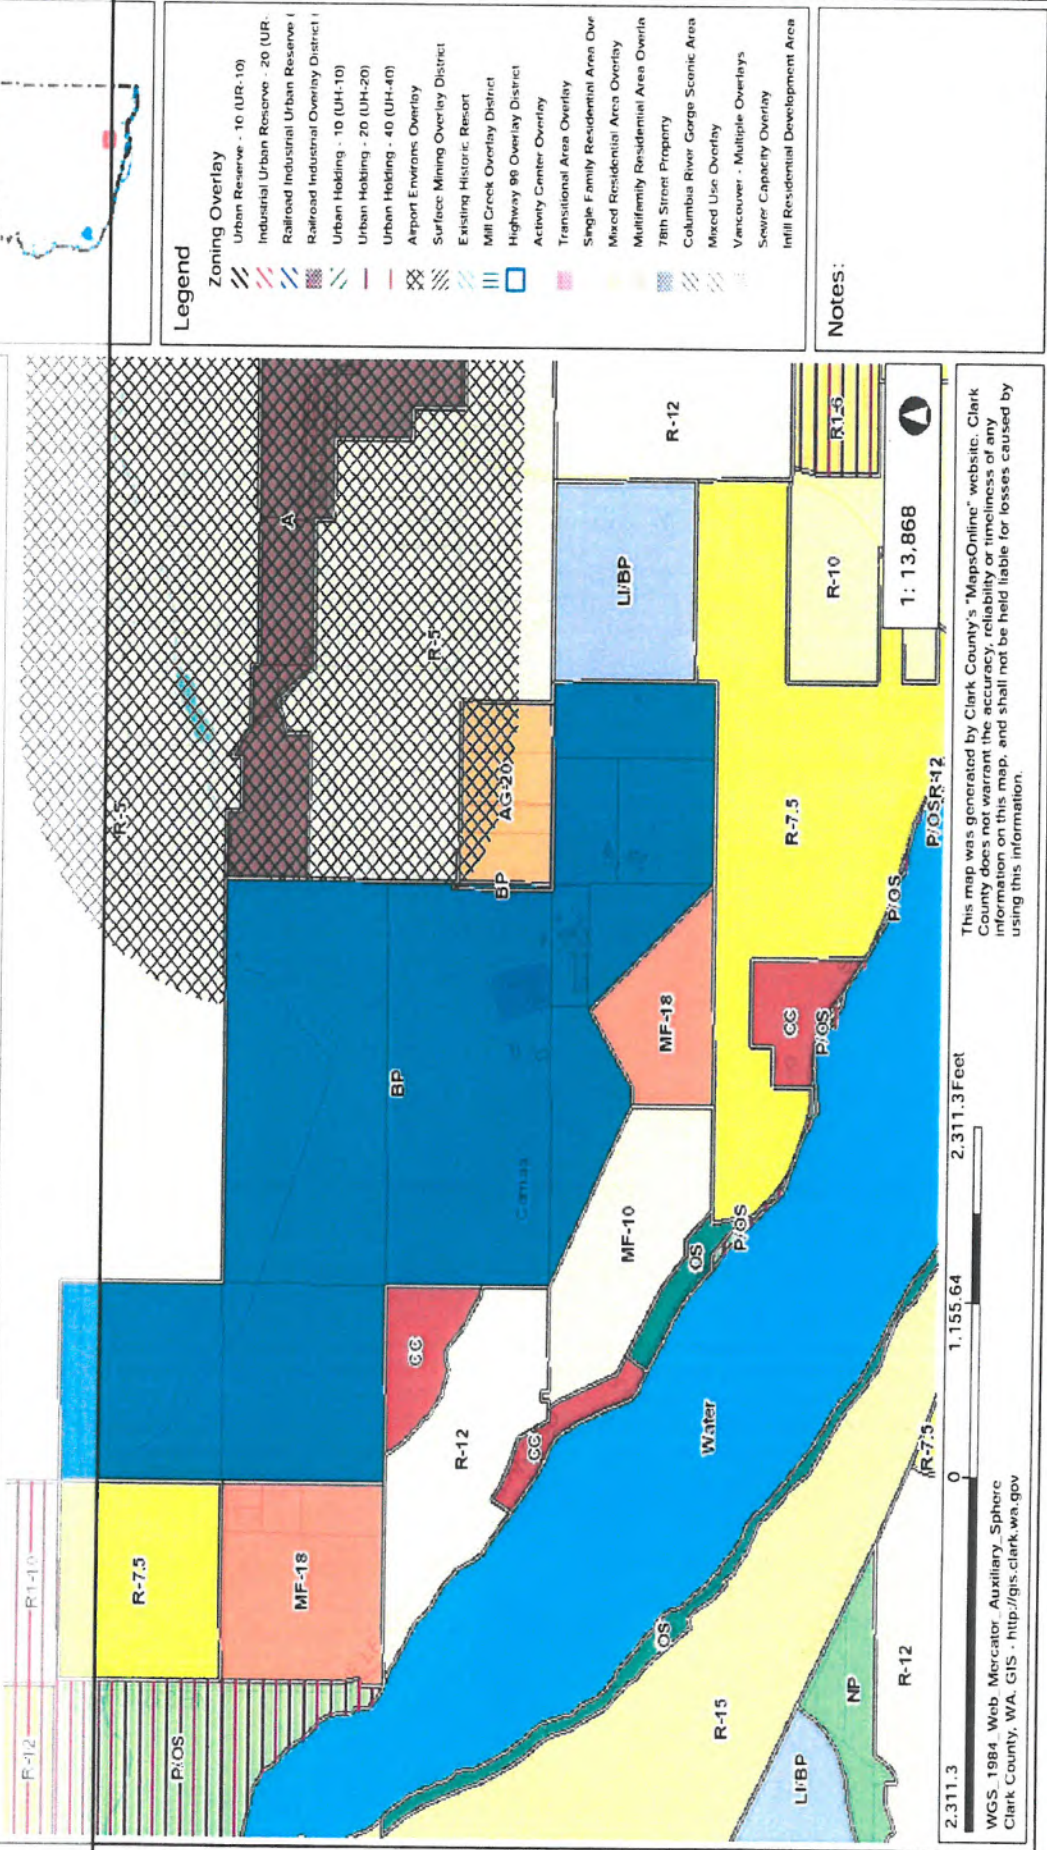 Legend
Zoning Overlay
Urban Reserve - 10 (UR-10)
Industrial Urban Reserve - 20 (UR-
Railroad Industrial Urban Reserve (
Railroad Industrial Overlay District (
Urban Holding - 10 (UH-10)
Urban Holding - 20 (UH-20)
Urban Holding - 40 (UH-40)
Airport Environs Overlay
Surface Mining Overlay District
Existing Historic Resort
Mill Creek Overlay District
Highway 99 Overlay District
Activity Center Overlay
Transitional Area Overlay
Single Family Residential Area Ove
Mixed Residential Area Overlay
Multifamily Residential Area Overla
78th Street Property
Columbia River Gorge Scenic Area
Mixed Use Overlay
Vancouver - Multiple Overlays
Sewer Capacity Overlay
Infill Residential Development Area
Notes:
R-12
R1-10
R-5
P/OS
R-7.5
A
MF-18
BP
R-5
CC
R-12
AG-20
BP
CC
Camas
OS
MF-10
MF-18
LI/BP
R-12
OS
Water
P/OS
R-15
CC
P/OS
R-7.5
R-10
R1-6
LI/BP
NP
R-12
R-7.5
P/OS
P/OS
R-12
1: 13,868
2,311.3
0
1,155.64
2,311.3 Feet
WGS_1984_Web_Mercator_Auxiliary_Sphere
Clark County, WA. GIS - http://gis.clark.wa.gov
This map was generated by Clark County's "MapsOnline" website. Clark
County does not warrant the accuracy, reliability or timeliness of any
information on this map, and shall not be held liable for losses caused by
using this information.